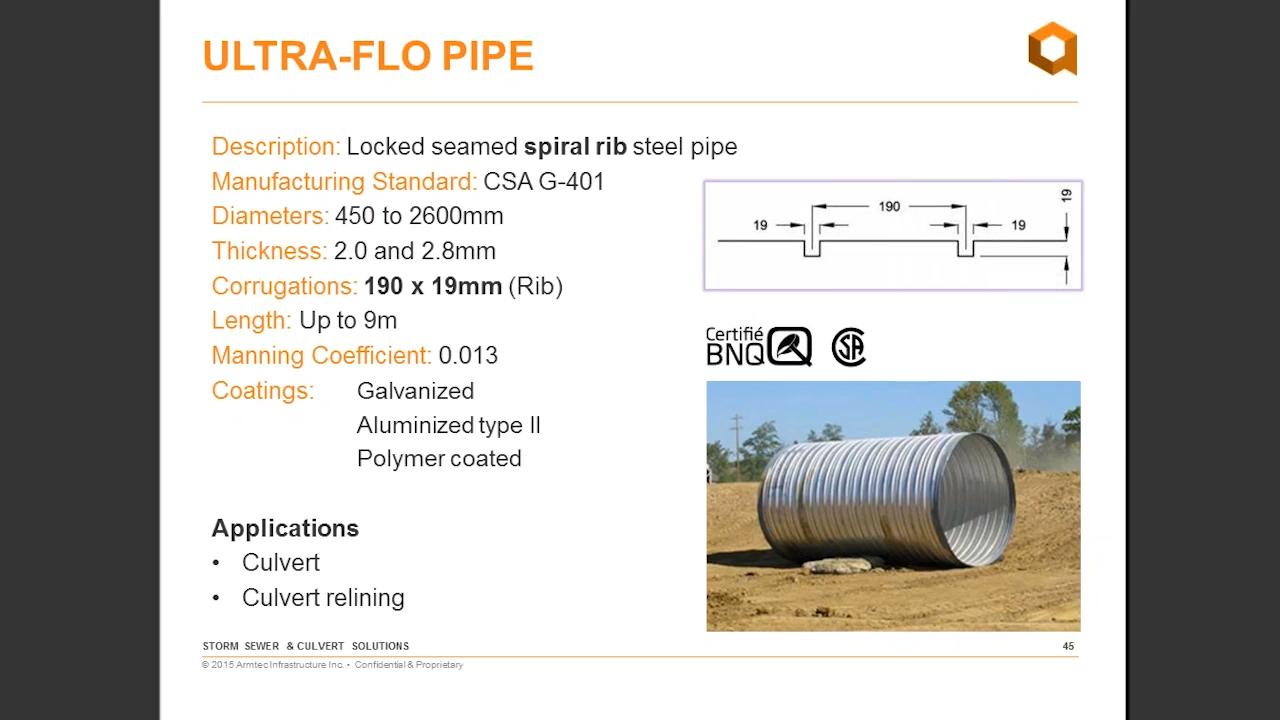 ULTRA-FLO PIPE
Description: Locked seamed spiral rib steel pipe
Manufacturing Standard: CSA G-401
Diameters: 450 to 2600mm
Thickness: 2.0 and 2.8mm
Corrugations: 190 x 19mm (Rib)
Length: Up to 9m
Manning Coefficient: 0.013
Coatings: Galvanized
Aluminized type II
Polymer coated
Applications
• Culvert
• Culvert relining
190
19
19
19
Certifié
BNQ
SA
STORM SEWER & CULVERT SOLUTIONS
45
© 2015 Armtec Infrastructure Inc. • Confidential & Proprietary